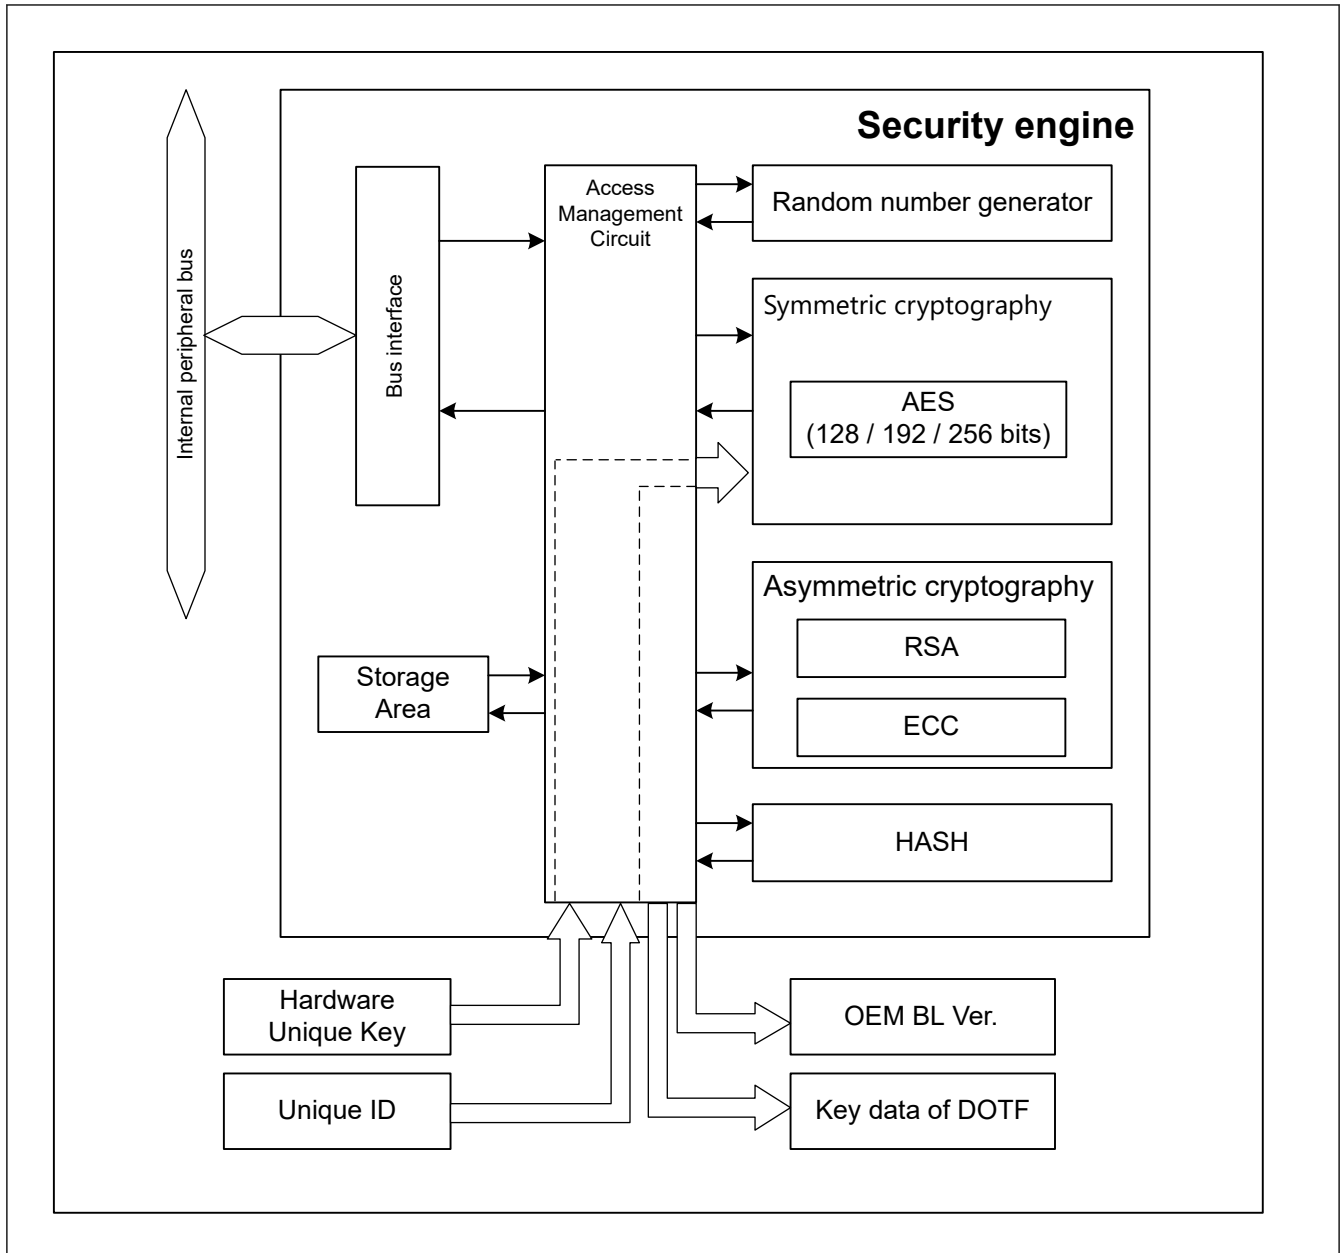 Security engine
Internal peripheral bus
Bus interface
Access
Management
Circuit
Random number generator
Symmetric cryptography
AES
(128 / 192 / 256 bits)
Asymmetric cryptography
RSA
ECC
Storage
Area
HASH
Hardware
Unique Key
OEM BL Ver.
Unique ID
Key data of DOTF